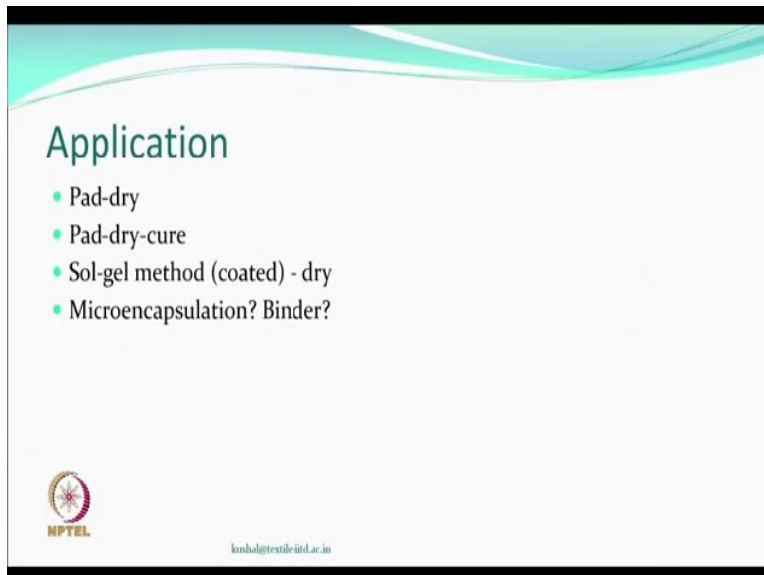 Application
Pad-dry
Pad-dry-cure
Sol-gel method (coated) - dry
Microencapsulation? Binder?
NPTEL
kushal@textile.iitd.ac.in